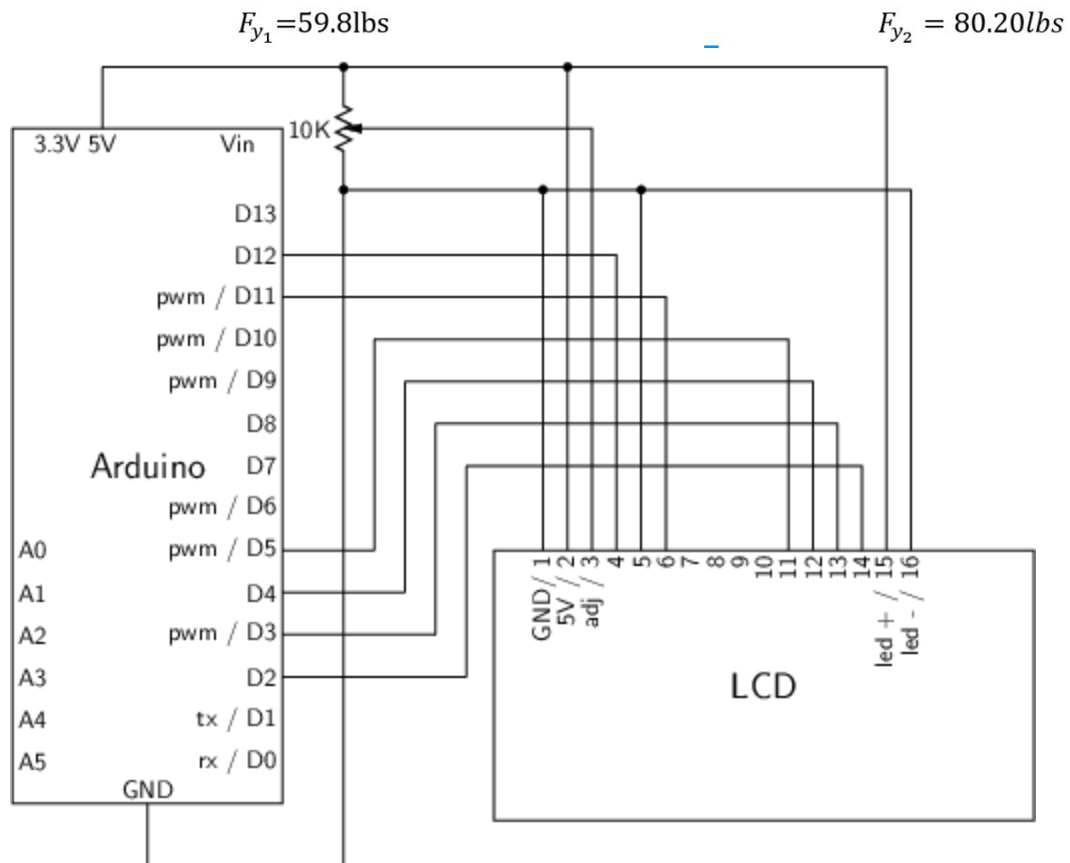 F_{y_1}=59.8lbs
F_{y_2} = 80.20lbs
10K
3.3V 5V
Vin
D13
D12
pwm / D11
pwm / D10
pwm / D9
D8
Arduino
D7
pwm / D6
A0
pwm / D5
A1
D4
A2
pwm / D3
A3
D2
A4
tx / D1
A5
rx / D0
GND
GND / 1
5V / 2
adj / 3
4
5
6
7
8
9
10
11
12
13
14
led + / 15
led - / 16
LCD